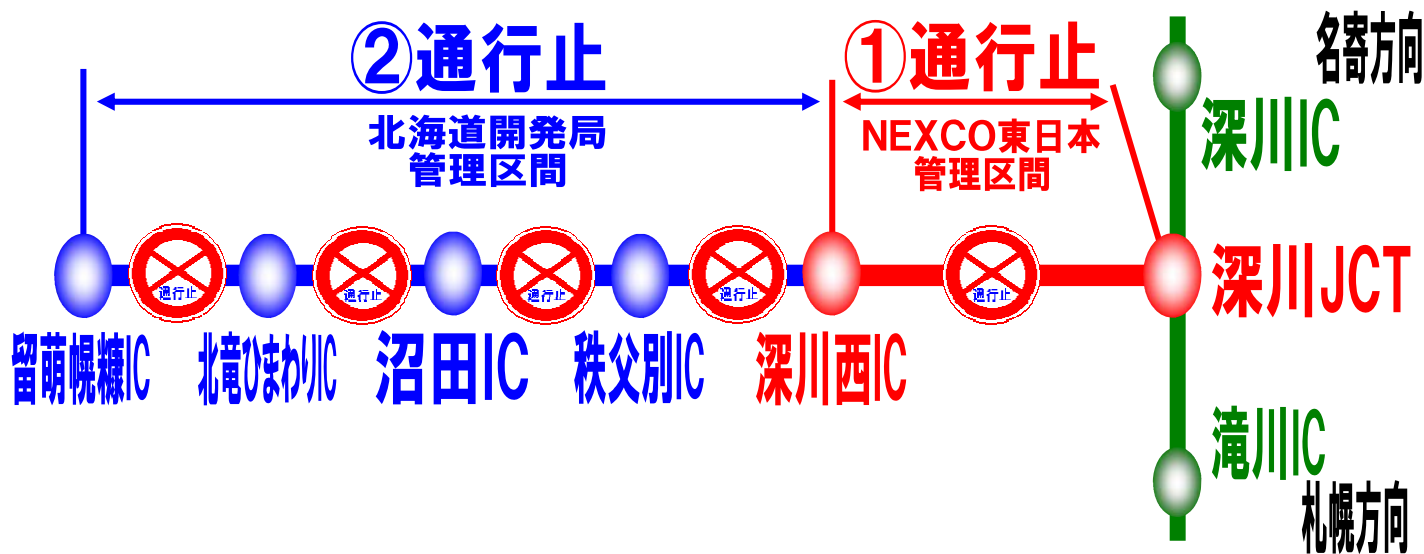 ②通行止
北海道開発局
管理区間
①通行止
NEXCO東日本
管理区間
名寄方向
深川IC
深川JCT
通行止
通行止
通行止
通行止
通行止
留萌幌糠IC
北竜ひまわりIC
沼田IC
秩父別IC
深川西IC
滝川IC
札幌方向